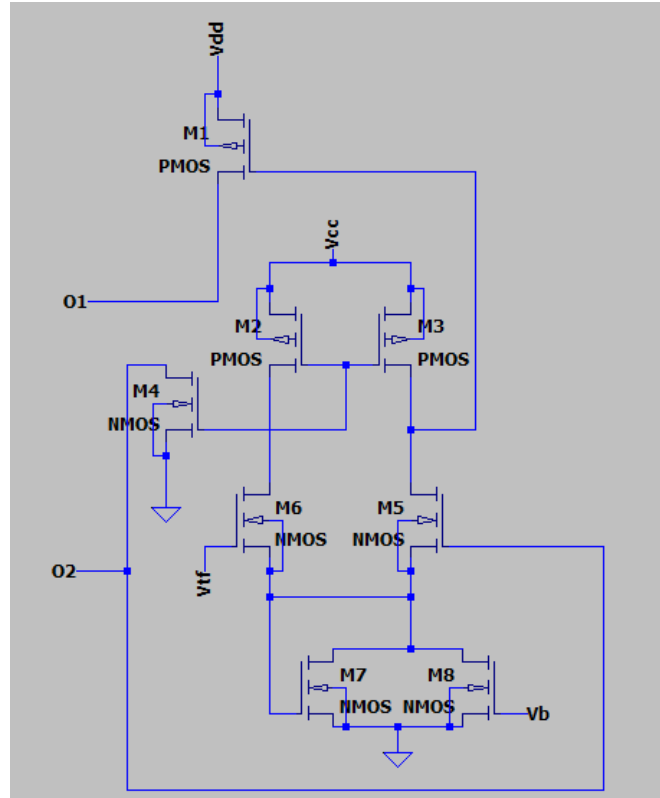 Vdd
M1
PMOS
Vcc
O1
M2
M3
PMOS
PMOS
M4
NMOS
M6
M5
NMOS
NMOS
O2
Vtf
M7
M8
NMOS
NMOS
Vb